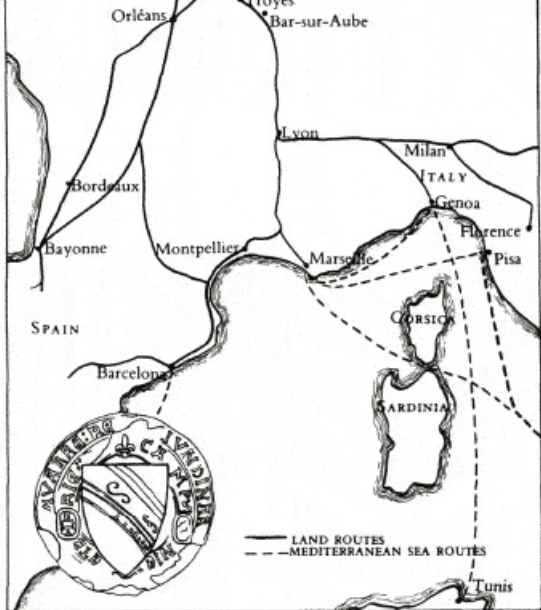 Troyes
Orléans
Bar-sur-Aube
Lyon
Milan
ITALY
Bordeaux
Genoa
Florence
Bayonne
Montpellier
Marseille
Pisa
CORSICA
SPAIN
Barcelona
SARDINIA
LAND ROUTES
MEDITERRANEAN SEA ROUTES
Tunis